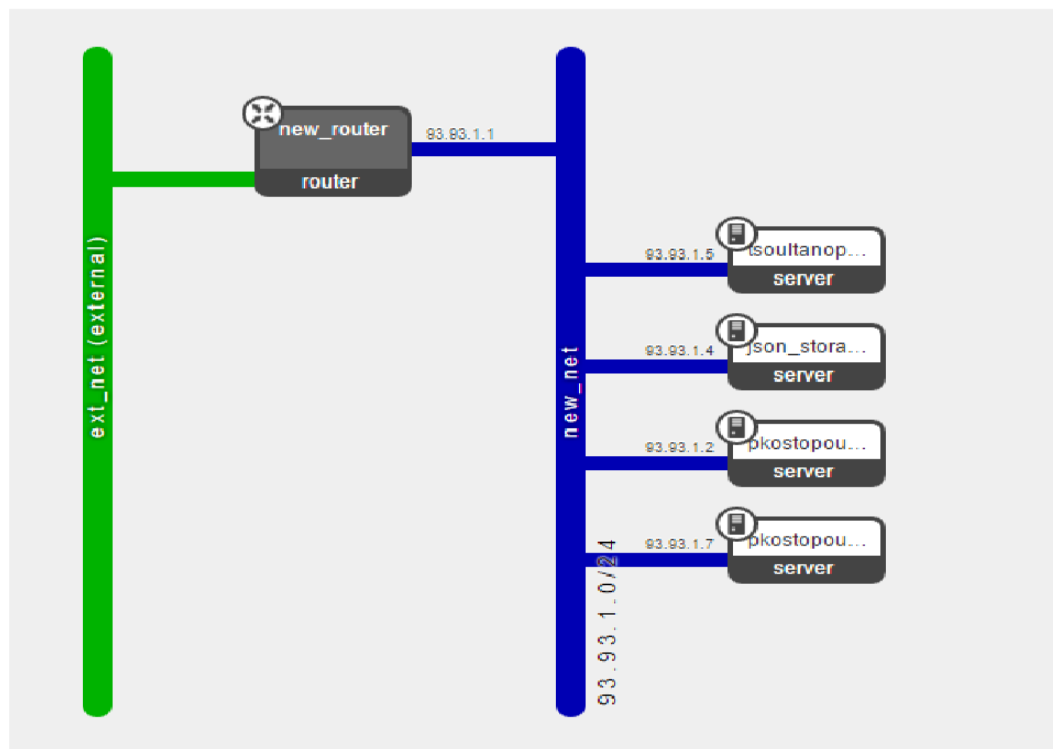 ext_net (external)
new_router
router
93.93.1.1
new_net
93.93.1.0/24
93.93.1.5
tsoultanop...
server
93.93.1.4
json_stora...
server
93.93.1.2
pkostopou...
server
93.93.1.7
pkostopou...
server